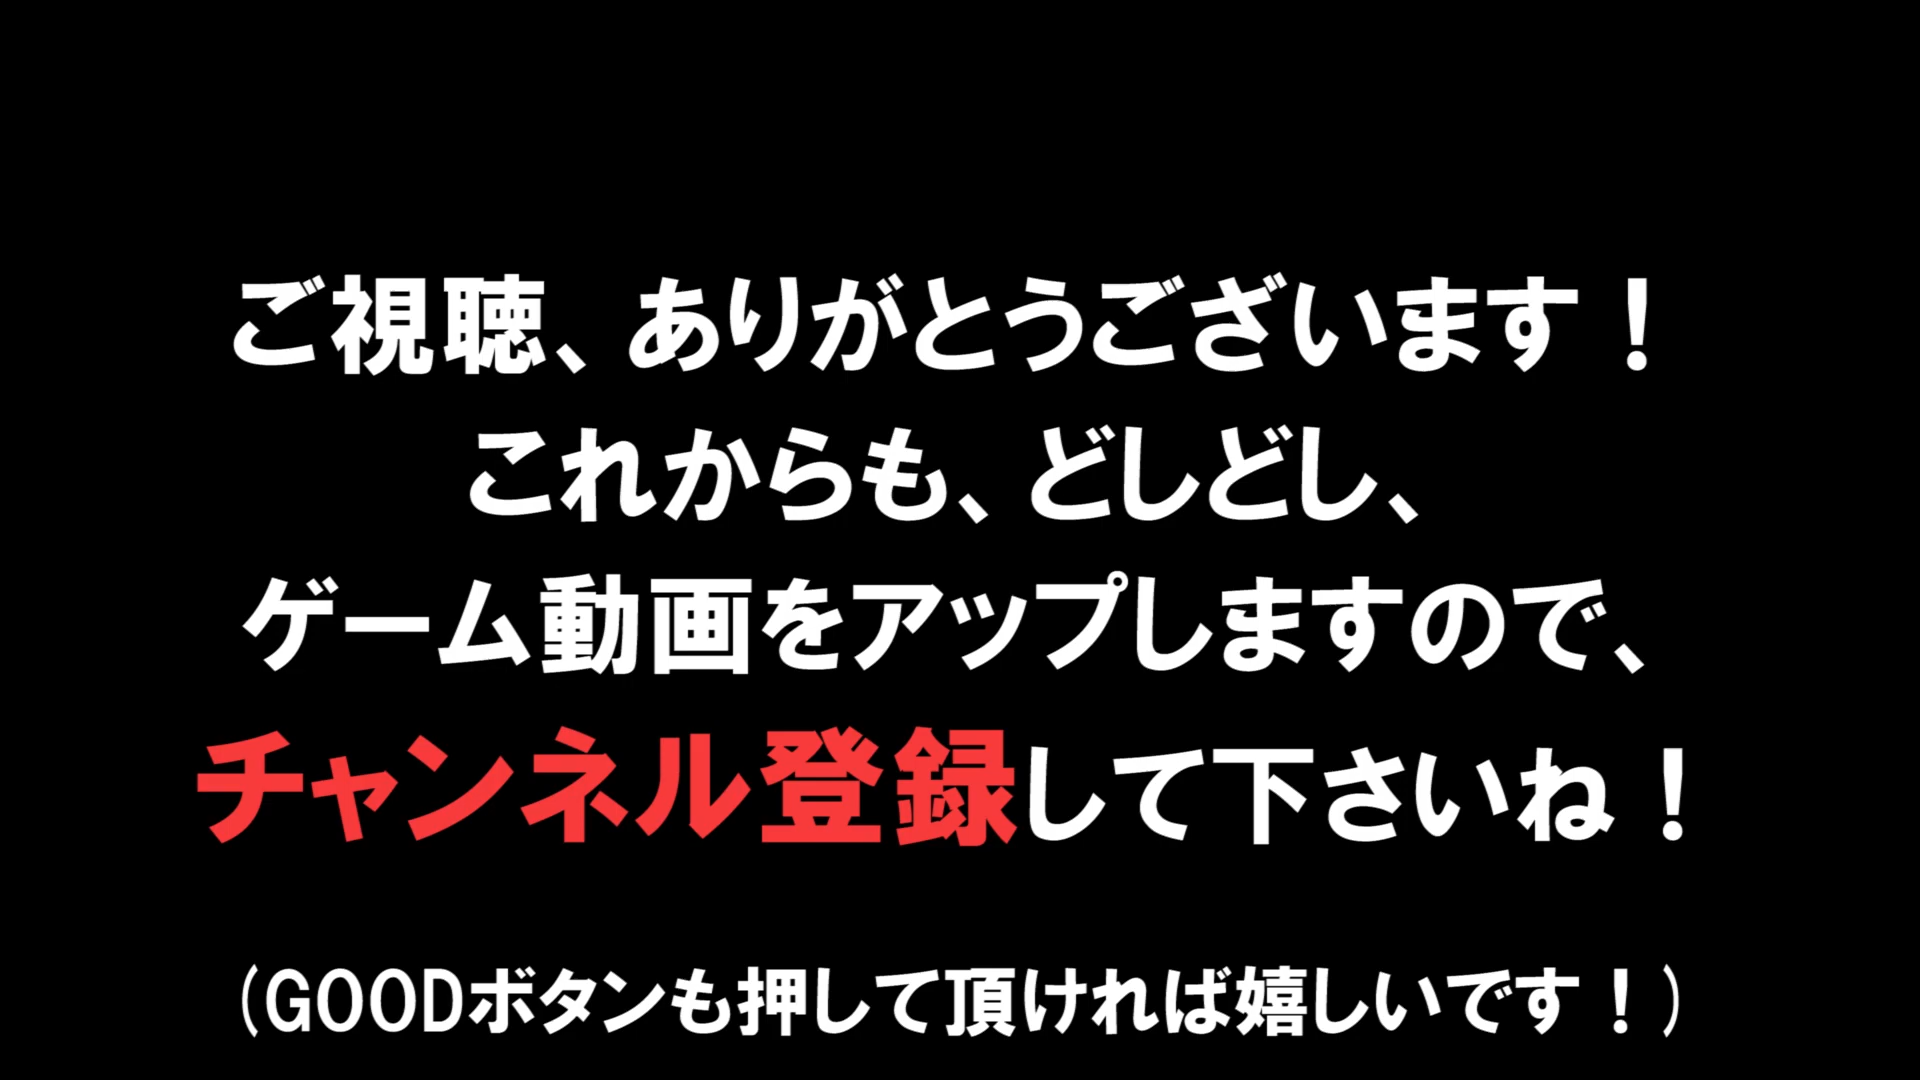 ご視聴、ありがとうございます！
これからも、どしどし、
ゲーム動画をアップしますので、
チャンネル登録して下さいね！
(GOODボタンも押して頂ければ嬉しいです！)